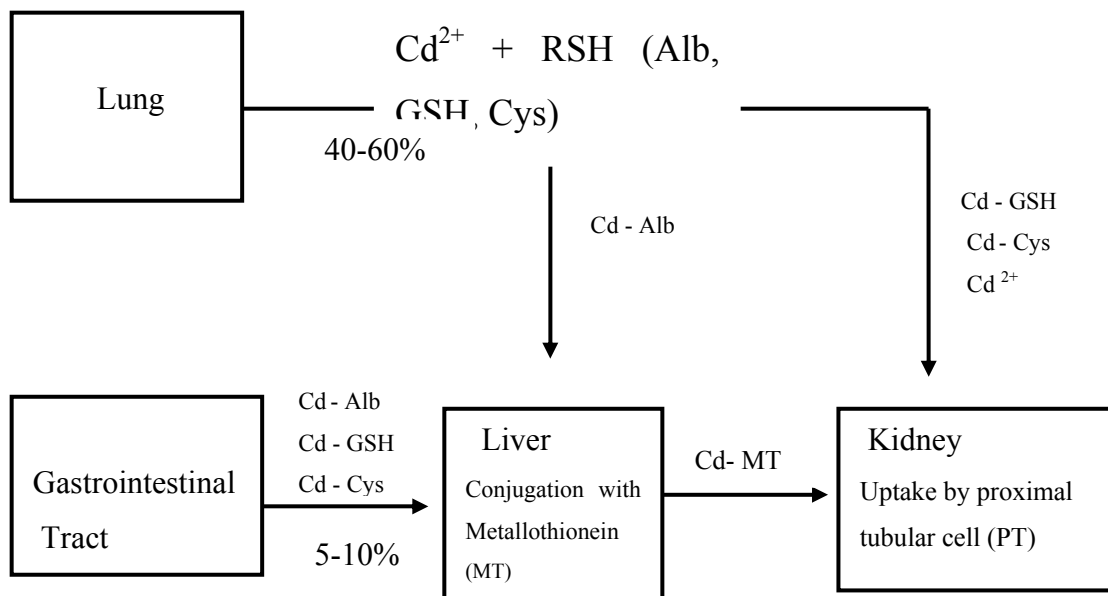 Lung
Cd²⁺ + RSH (Alb,
GSH, Cys)
40-60%
Cd - Alb
Cd - GSH
Cd - Cys
Cd ²⁺
Gastrointestinal
Tract
Cd - Alb
Cd - GSH
Cd - Cys
5-10%
Liver
Conjugation with
Metallothionein
(MT)
Cd- MT
Kidney
Uptake by proximal
tubular cell (PT)